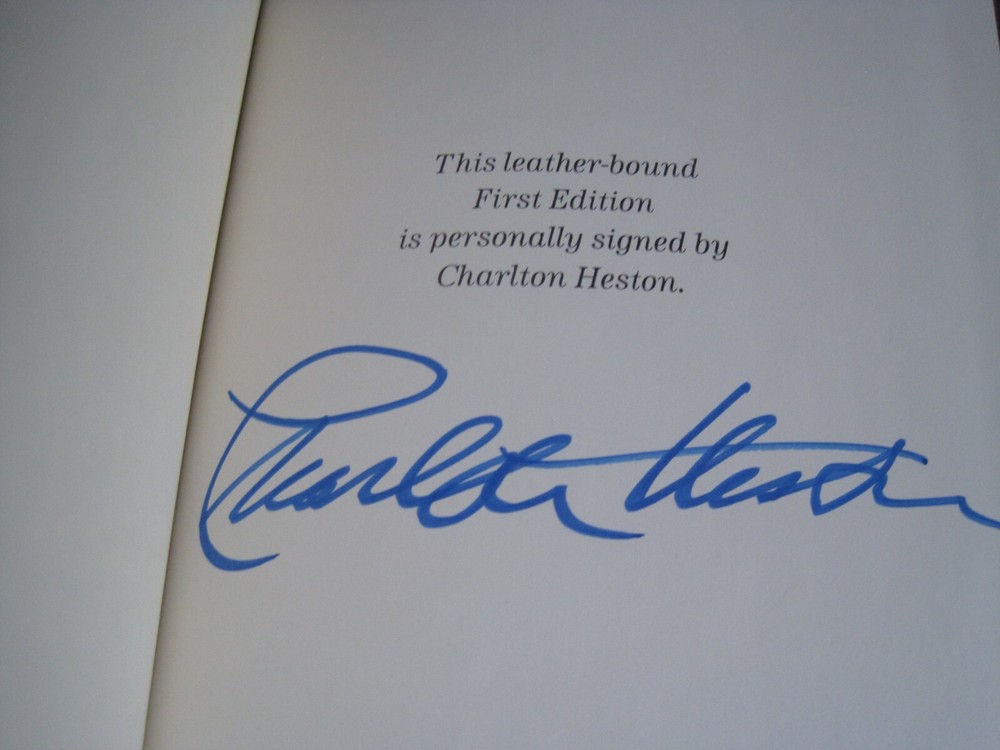 This leather-bound
First Edition
is personally signed by
Charlton Heston.
Charlton Heston